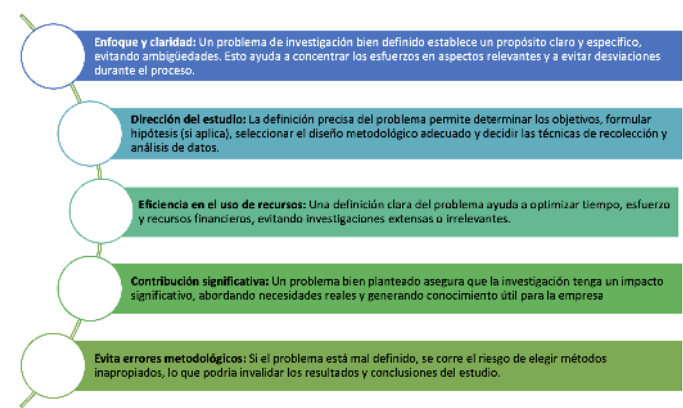 Enfoque y claridad: Un problema de investigación bien definido establece un propósito claro y específico,
evitando ambigüedades. Esto ayuda a concentrar los esfuerzos en aspectos relevantes y a evitar desviaciones
durante el proceso.
Dirección del estudio: La definición precisa del problema permite determinar los objetivos, formular
hipótesis (si aplica), seleccionar el diseño metodológico adecuado y decidir las técnicas de recolección y
análisis de datos.
Eficiencia en el uso de recursos: Una definición clara del problema ayuda a optimizar tiempo, esfuerzo
y recursos financieros, evitando investigaciones extensas o irrelevantes.
Contribución significativa: Un problema bien planteado asegura que la investigación tenga un impacto
significativo, abordando necesidades reales y generando conocimiento útil para la empresa
Evita errores metodológicos: Si el problema está mal definido, se corre el riesgo de elegir métodos
inapropiados, lo que podría invalidar los resultados y conclusiones del estudio.